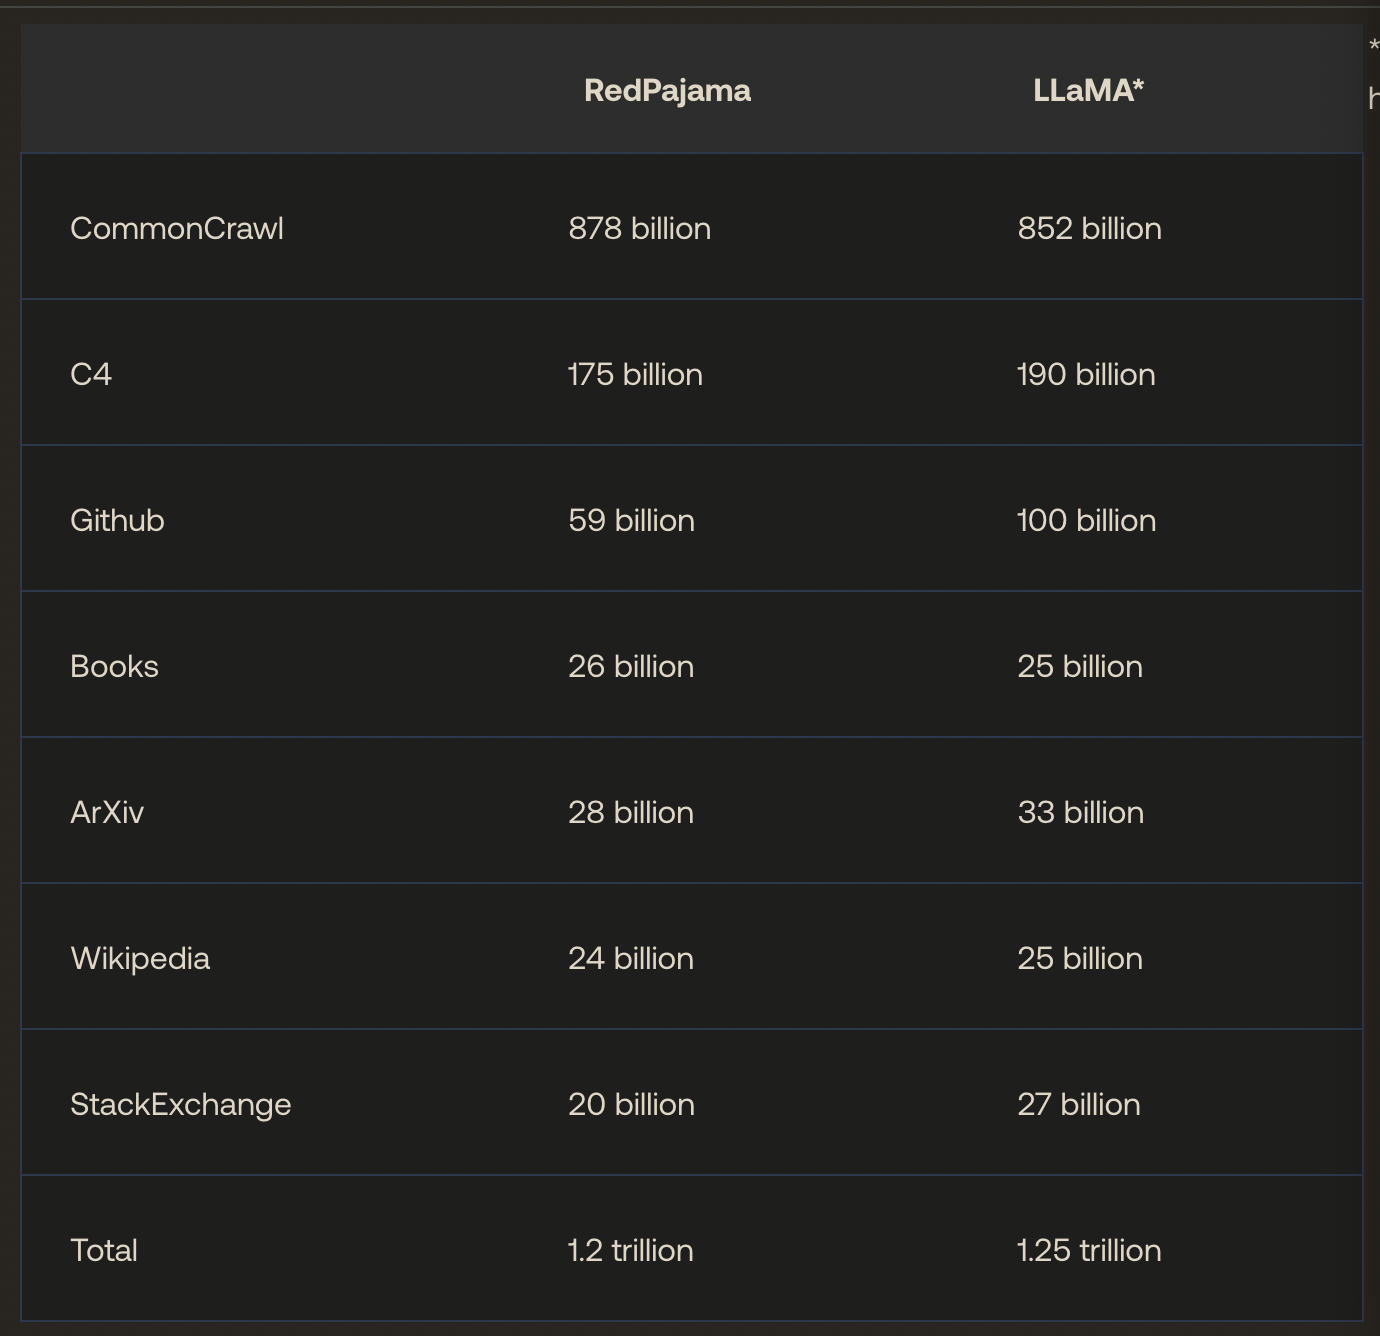 RedPajama LLaMA*
CommonCrawl 878 billion 852 billion
C4 175 billion 190 billion
Github 59 billion 100 billion
Books 26 billion 25 billion
ArXiv 28 billion 33 billion
Wikipedia 24 billion 25 billion
StackExchange 20 billion 27 billion
Total 1.2 trillion 1.25 trillion
*